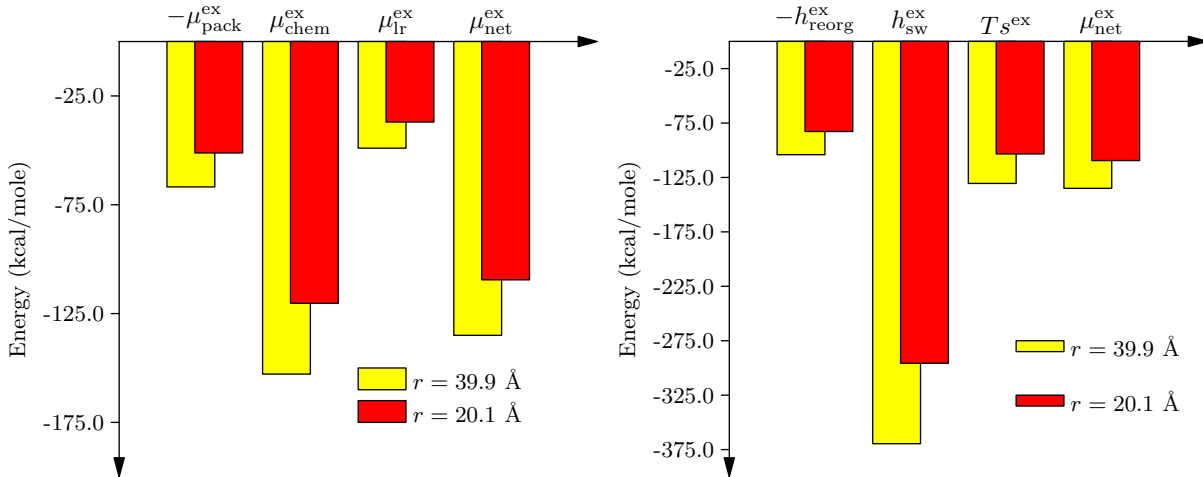 −μ^ex_pack μ^ex_chem μ^ex_lr μ^ex_net
-25.0
-75.0
-125.0
-175.0
Energy (kcal/mole)
r = 39.9 Å
r = 20.1 Å
−h^ex_reorg h^ex_sw Ts^ex μ^ex_net
-25.0
-75.0
-125.0
-175.0
-225.0
-275.0
-325.0
-375.0
Energy (kcal/mole)
r = 39.9 Å
r = 20.1 Å